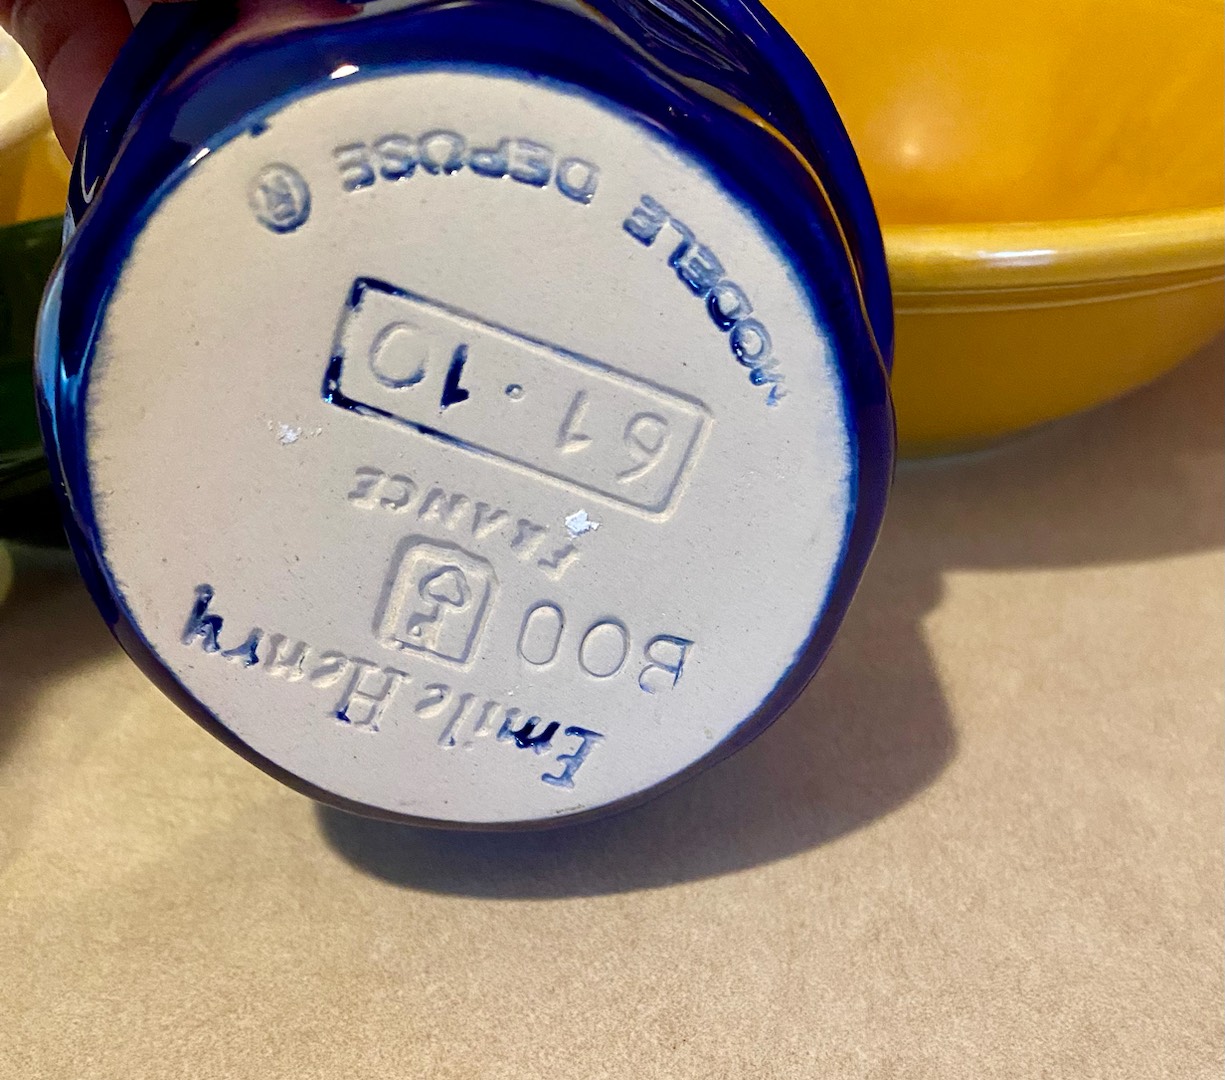 Emile Henry
BOO
FRANCE
61·10
MODELE DEPOSE ®